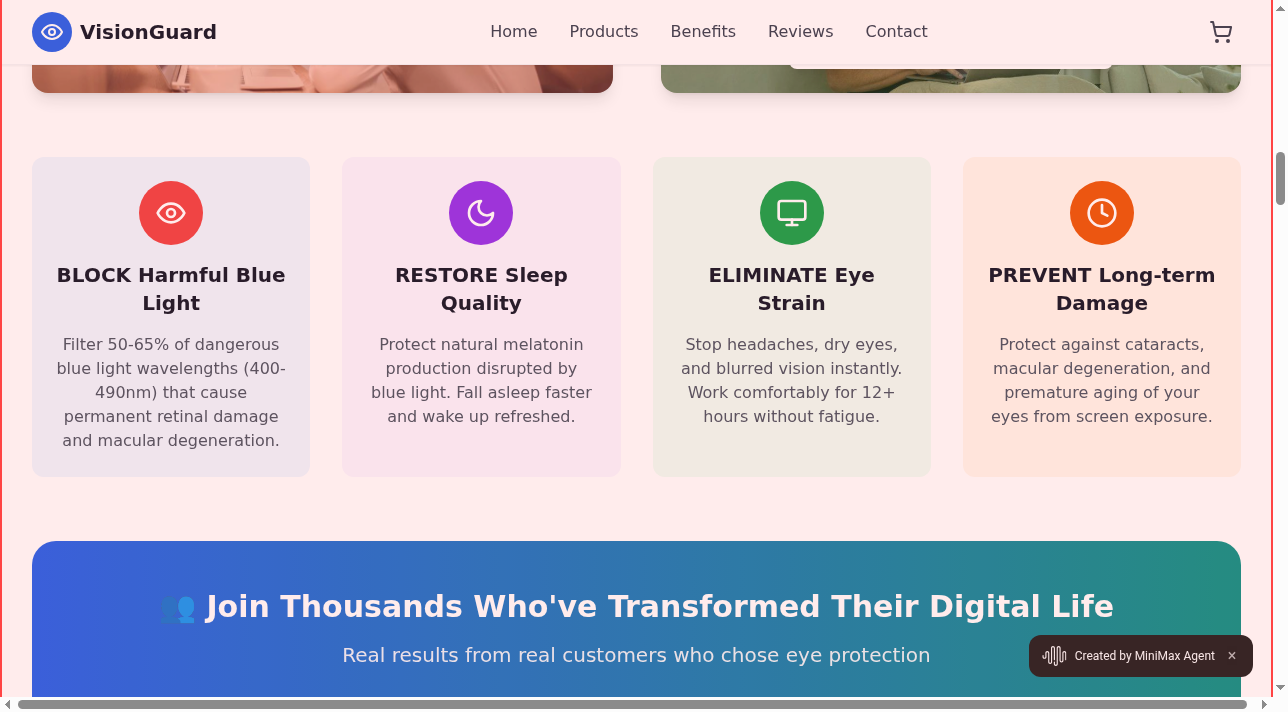 VisionGuard
Home
Products
Benefits
Reviews
Contact
BLOCK Harmful Blue
Light
Filter 50-65% of dangerous
blue light wavelengths (400-
490nm) that cause
permanent retinal damage
and macular degeneration.
RESTORE Sleep
Quality
Protect natural melatonin
production disrupted by
blue light. Fall asleep faster
and wake up refreshed.
ELIMINATE Eye
Strain
Stop headaches, dry eyes,
and blurred vision instantly.
Work comfortably for 12+
hours without fatigue.
PREVENT Long-term
Damage
Protect against cataracts,
macular degeneration, and
premature aging of your
eyes from screen exposure.
👥 Join Thousands Who've Transformed Their Digital Life
Real results from real customers who chose eye protection
Created by MiniMax Agent ×